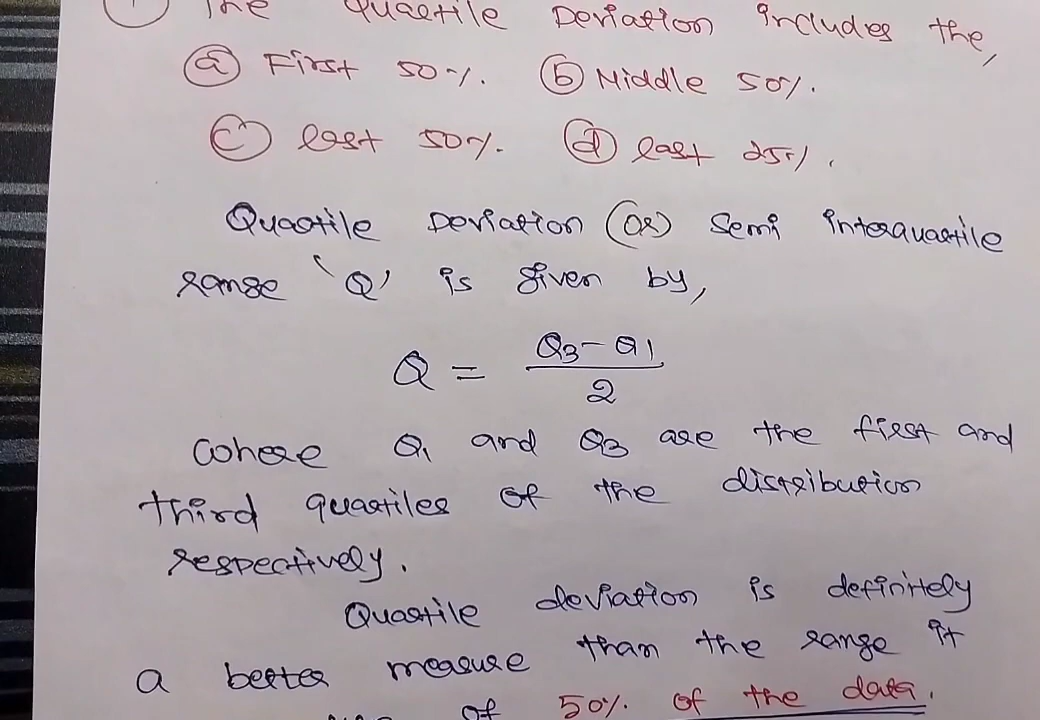 ① The Quartile Deviation includes the,
ⓐ First 50%. ⓑ Middle 50%.
ⓒ last 50%. ⓓ last 25%.
Quartile Deviation (or) Semi interquartile
range 'Q' is given by,
Q = Q3 - Q1 / 2
where Q1 and Q3 are the first and
third quartiles of the distribution
respectively.
Quartile deviation is definitely
a better measure than the range it
of 50% of the data.